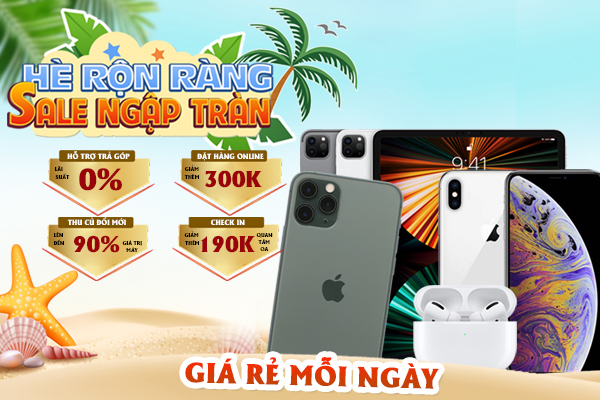 HÈ RỘN RÀNG
SALE NGẬP TRÀN
HỖ TRỢ TRẢ GÓP
LÃI SUẤT 0%
ĐẶT HÀNG ONLINE
GIẢM THÊM 300K
THU CŨ ĐỔI MỚI
LÊN ĐẾN 90% GIÁ TRỊ MÁY
CHECK IN
GIẢM THÊM 190K QUAN TÂM OA
9:41
GIÁ RẺ MỖI NGÀY